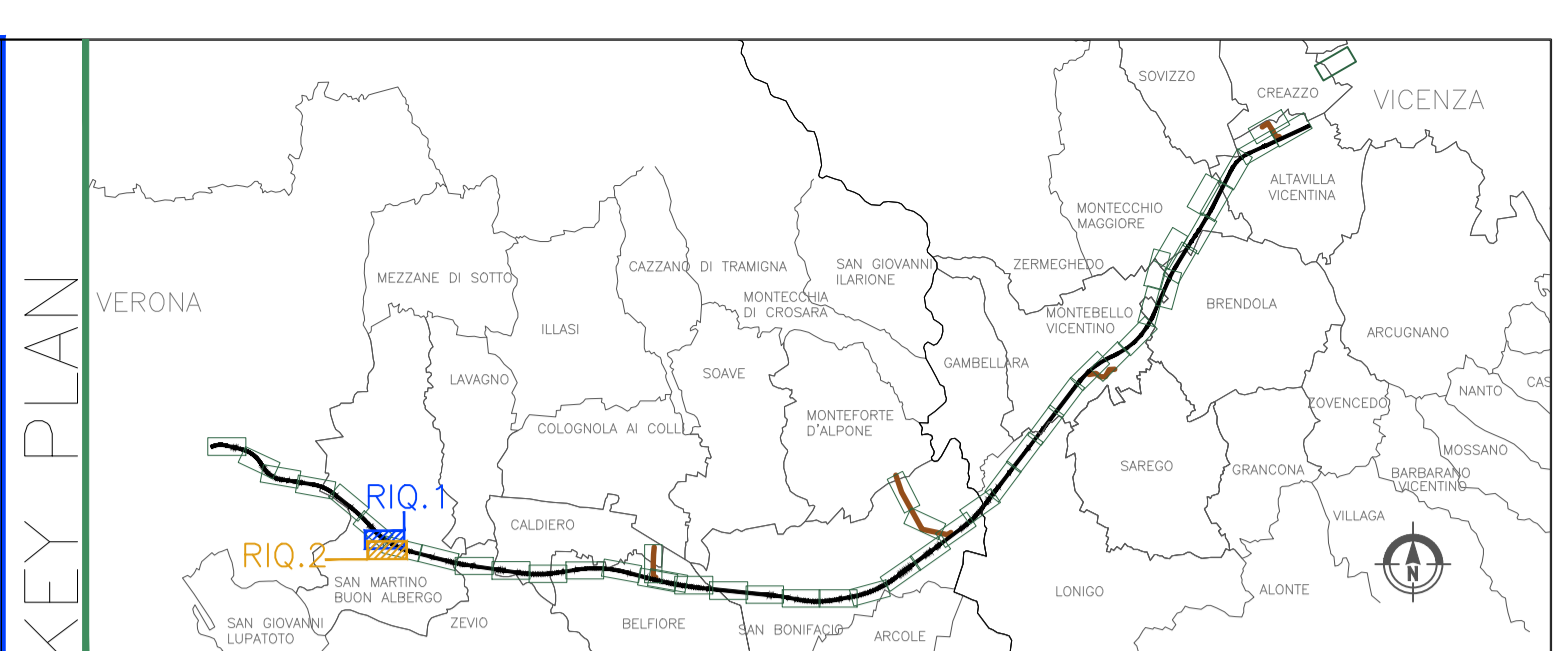 KEY PLAN
SOVIZZO
CREAZZO
VICENZA
ALTAVILLA
VICENTINA
MONTECCHIO
MAGGIORE
MEZZANE DI SOTTO
CAZZANO DI TRAMIGNA
SAN GIOVANNI
ILARIONE
ZERMEGHEDO
VERONA
MONTECCHIA
DI CROSARA
MONTEBELLO
VICENTINO
BRENDOLA
ILLASI
ARCUGNANO
GAMBELLARA
LAVAGNO
SOAVE
NANTO
CAS
ZOVENCEDO
MONTEFORTE
D'ALPONE
COLOGNOLA AI COLLI
MOSSANO
SAREGO
GRANCONA
BARBARANO
VICENTINO
RIQ.1
VILLAGA
CALDIERO
RIQ.2
N
SAN MARTINO
BUON ALBERGO
LONIGO
ALONTE
SAN GIOVANNI
LUPATOTO
ZEVIO
BELFIORE
SAN BONIFACIO
ARCOLE